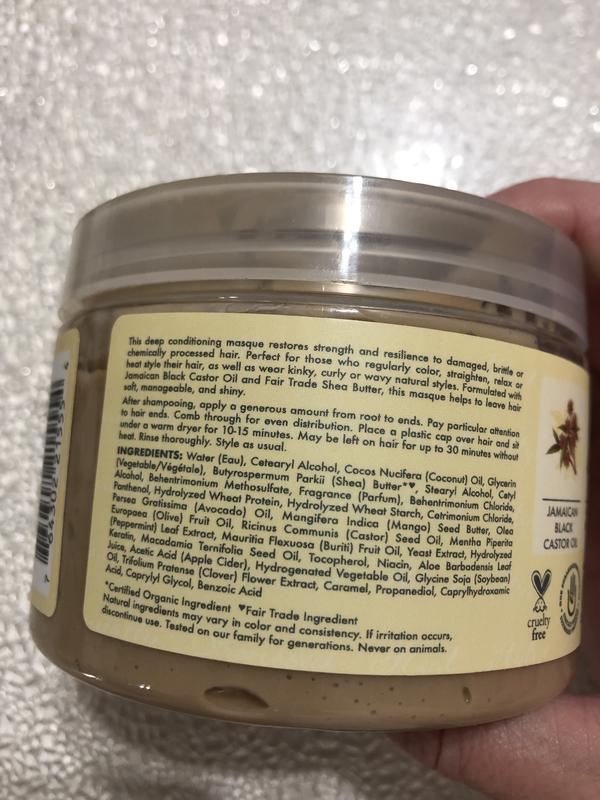 This deep conditioning masque restores strength and resilience to damaged, brittle or
chemically processed hair. Perfect for those who regularly color, straighten, relax or
heat style their hair, as well as wear kinky, curly or wavy natural styles. Formulated with
Jamaican Black Castor Oil and Fair Trade Shea Butter, this masque helps to leave hair
soft, manageable, and shiny.
After shampooing, apply a generous amount from root to ends. Pay particular attention
to hair ends. Comb through for even distribution. Place a plastic cap over hair and sit
under a warm dryer for 10-15 minutes. May be left on hair for up to 30 minutes without
heat. Rinse thoroughly. Style as usual.
INGREDIENTS: Water (Eau), Cetearyl Alcohol, Cocos Nucifera (Coconut) Oil, Glycerin
(Vegetable/Végétale), Butyrospermum Parkii (Shea) Butter*♥, Stearyl Alcohol, Cetyl
Alcohol, Behentrimonium Methosulfate, Fragrance (Parfum), Behentrimonium Chloride,
Panthenol, Hydrolyzed Wheat Protein, Hydrolyzed Wheat Starch, Cetrimonium Chloride,
Persea Gratissima (Avocado) Oil, Mangifera Indica (Mango) Seed Butter, Olea
Europaea (Olive) Fruit Oil, Ricinus Communis (Castor) Seed Oil, Mentha Piperita
(Peppermint) Leaf Extract, Mauritia Flexuosa (Buriti) Fruit Oil, Yeast Extract, Hydrolyzed
Keratin, Macadamia Ternifolia Seed Oil, Tocopherol, Niacin, Aloe Barbadensis Leaf
Juice, Acetic Acid (Apple Cider), Hydrogenated Vegetable Oil, Glycine Soja (Soybean)
Oil, Trifolium Pratense (Clover) Flower Extract, Caramel, Propanediol, Caprylhydroxamic
Acid, Caprylyl Glycol, Benzoic Acid
*Certified Organic Ingredient ♥Fair Trade Ingredient
Natural ingredients may vary in color and consistency. If irritation occurs,
discontinue use. Tested on our family for generations. Never on animals.
JAMAICAN
BLACK
CASTOR OIL
cruelty
free